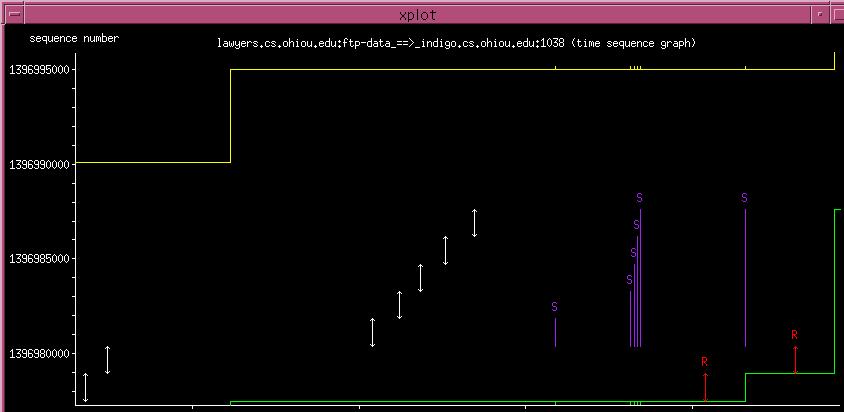 xplot
sequence number
lawyers.cs.ohiou.edu:ftp-data_==>_indigo.cs.ohiou.edu:1038 (time sequence graph)
1396995000
1396990000
S S
S
1396985000
S
S
S
R
1396980000
R